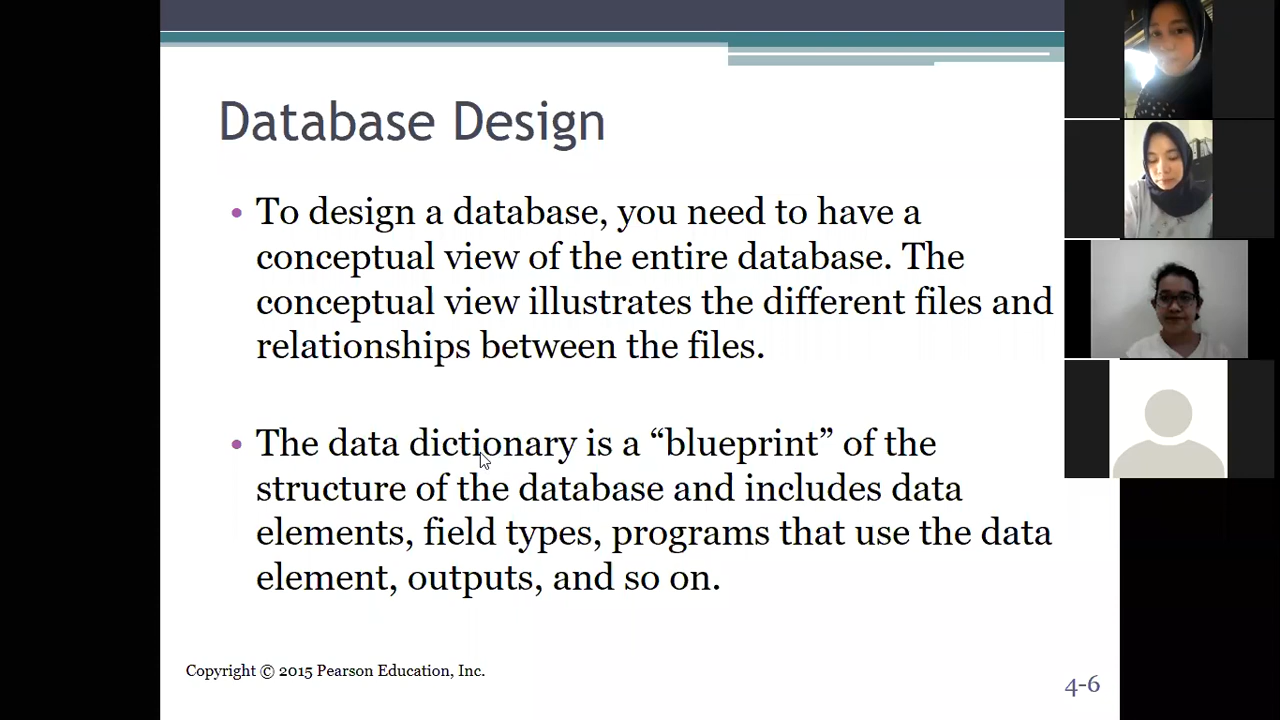 Database Design
• To design a database, you need to have a
conceptual view of the entire database. The
conceptual view illustrates the different files and
relationships between the files.
• The data dictionary is a “blueprint” of the
structure of the database and includes data
elements, field types, programs that use the data
element, outputs, and so on.
Copyright © 2015 Pearson Education, Inc.
4-6